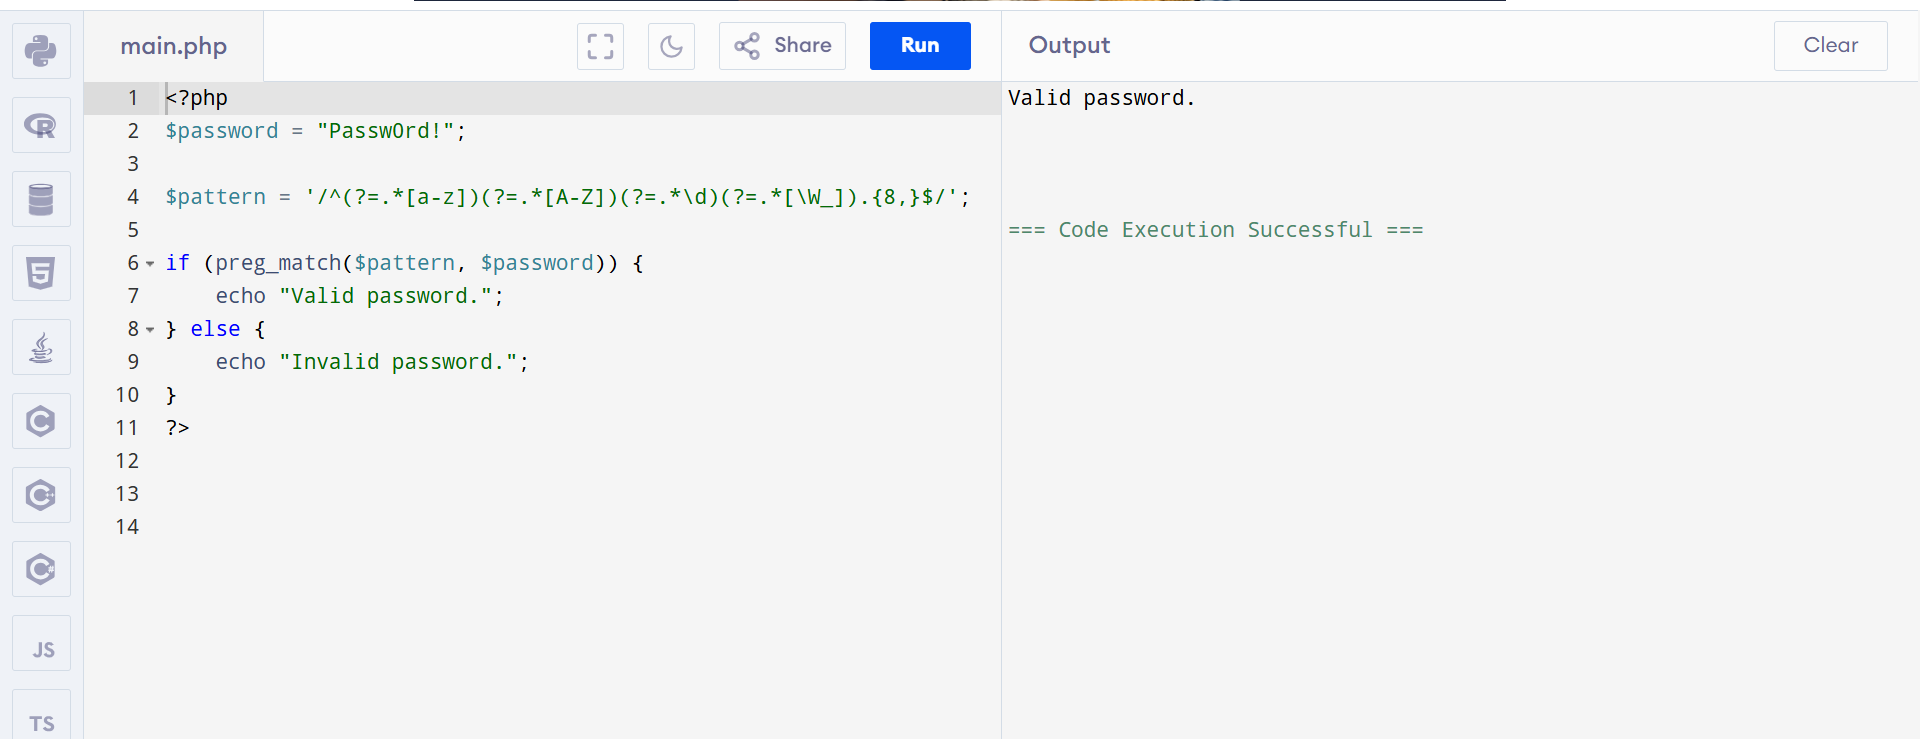 main.php
Share
Run
Output
Clear
1 <?php
2 $password = "Passw0rd!";
3
4 $pattern = '/^(?=.*[a-z])(?=.*[A-Z])(?=.*\d)(?=.*[\W_]).{8,}$/';
5
6 if (preg_match($pattern, $password)) {
7     echo "Valid password.";
8 } else {
9     echo "Invalid password.";
10 }
11 ?>
12
13
14
Valid password.
=== Code Execution Successful ===
R
5
C
C++
C#
JS
TS